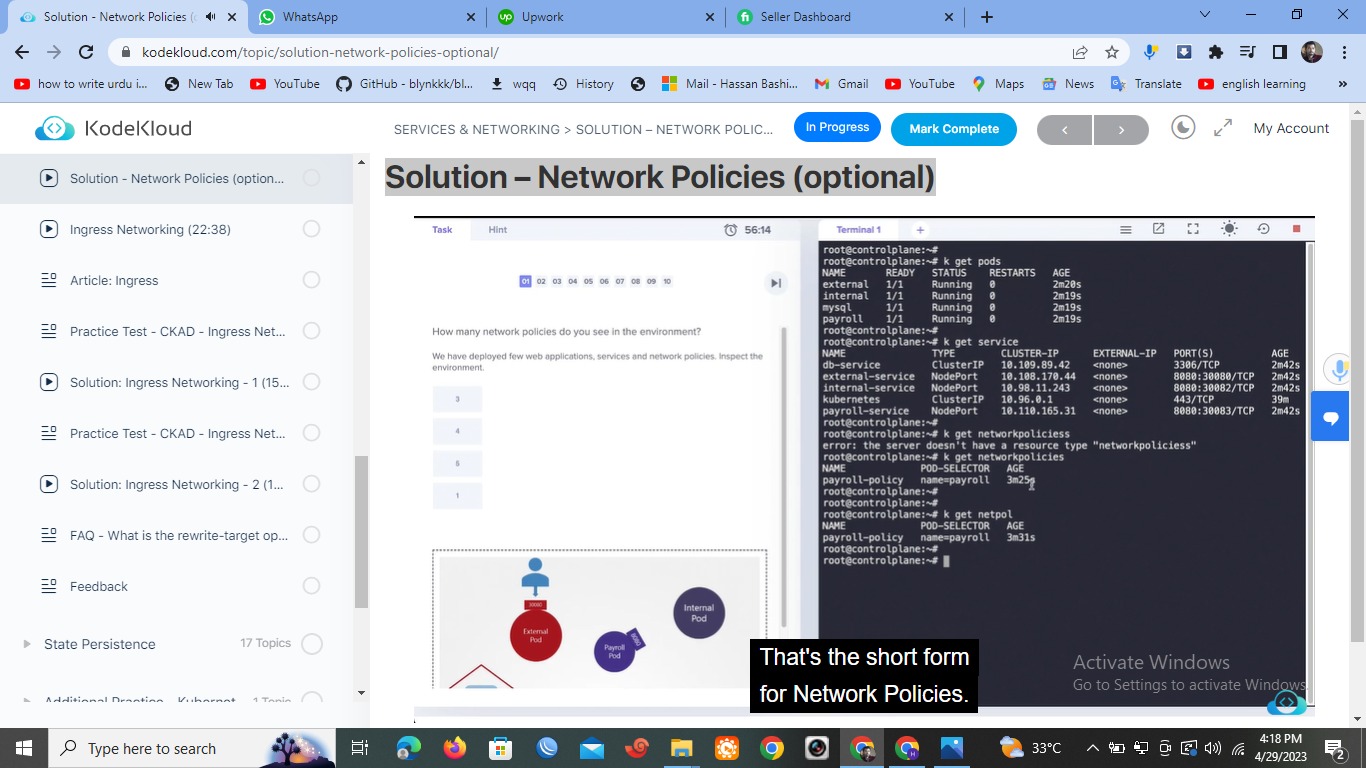 Solution - Network Policies (
WhatsApp
Upwork
Seller Dashboard
kodekloud.com/topic/solution-network-policies-optional/
how to write urdu i...
New Tab
YouTube
GitHub - blynkkk/bl...
wqq
History
Mail - Hassan Bashi...
Gmail
YouTube
Maps
News
Translate
english learning
»
KodeKloud
SERVICES & NETWORKING > SOLUTION – NETWORK POLIC...
In Progress
Mark Complete
My Account
Solution - Network Policies (option...
Ingress Networking (22:38)
Article: Ingress
Practice Test - CKAD - Ingress Net...
Solution: Ingress Networking - 1 (15...
Practice Test - CKAD - Ingress Net...
Solution: Ingress Networking - 2 (1...
FAQ - What is the rewrite-target op...
Feedback
State Persistence 17 Topics
Additional Practice - Kubernet... 1 Topic
Solution – Network Policies (optional)
Task
Hint
56:14
01 02 03 04 05 06 07 08 09 10
How many network policies do you see in the environment?
We have deployed few web applications, services and network policies. Inspect the
environment.
3
4
5
1
External
Pod
Payroll
Pod
8080
Internal
Pod
Terminal 1
root@controlplane:~#
root@controlplane:~# k get pods
NAME READY STATUS RESTARTS AGE
external 1/1 Running 0 2m20s
internal 1/1 Running 0 2m19s
mysql 1/1 Running 0 2m19s
payroll 1/1 Running 0 2m19s
root@controlplane:~#
root@controlplane:~# k get service
NAME TYPE CLUSTER-IP EXTERNAL-IP PORT(S) AGE
db-service ClusterIP 10.109.89.42 <none> 3306/TCP 2m42s
external-service NodePort 10.108.170.44 <none> 8080:30080/TCP 2m42s
internal-service NodePort 10.98.11.243 <none> 8080:30082/TCP 2m42s
kubernetes ClusterIP 10.96.0.1 <none> 443/TCP 39m
payroll-service NodePort 10.110.165.31 <none> 8080:30083/TCP 2m42s
root@controlplane:~#
root@controlplane:~# k get networkpoliciess
error: the server doesn't have a resource type "networkpoliciess"
root@controlplane:~# k get networkpolicies
NAME POD-SELECTOR AGE
payroll-policy name=payroll 3m25s
root@controlplane:~#
root@controlplane:~#
root@controlplane:~# k get netpol
NAME POD-SELECTOR AGE
payroll-policy name=payroll 3m31s
root@controlplane:~#
root@controlplane:~#
That's the short form
for Network Policies.
Activate Windows
Go to Settings to activate Windows.
Type here to search
33°C
4:18 PM
4/29/2023
2